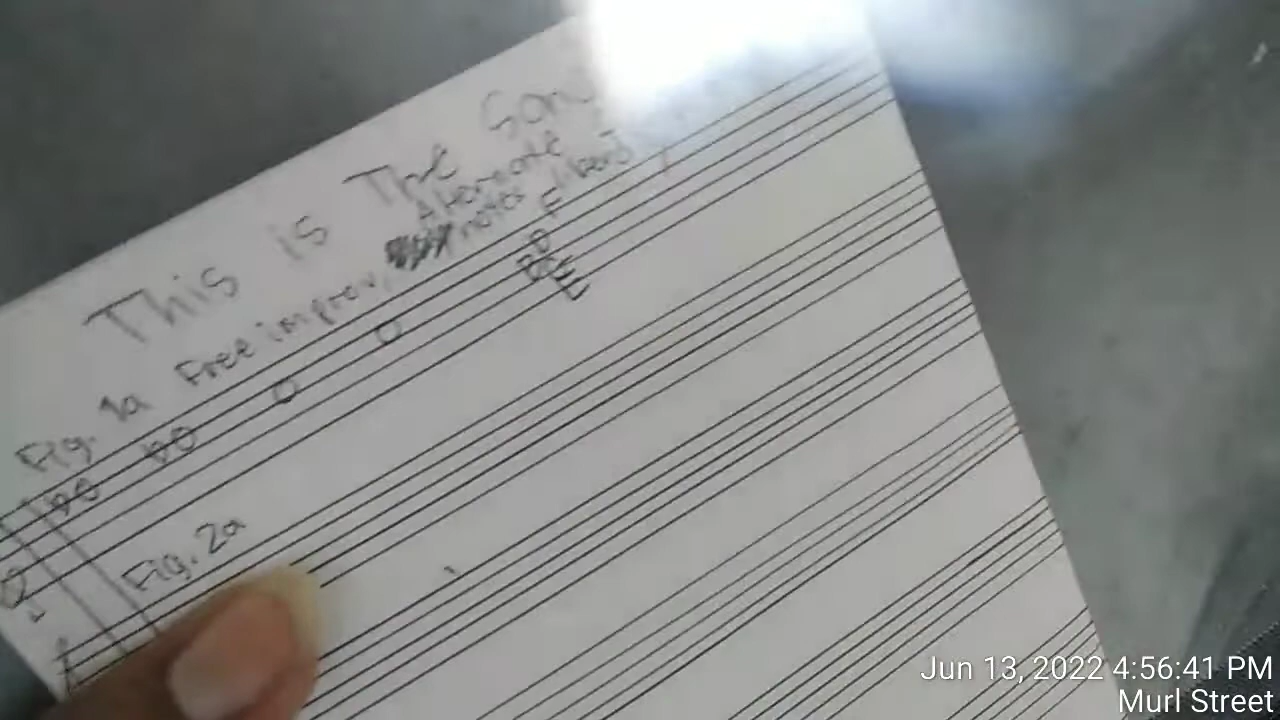 This is The Son
Alternate
Fig. 1a Free improv, notes
F
D
Fig. 2a
Jun 13, 2022 4:56:41 PM
Murl Street